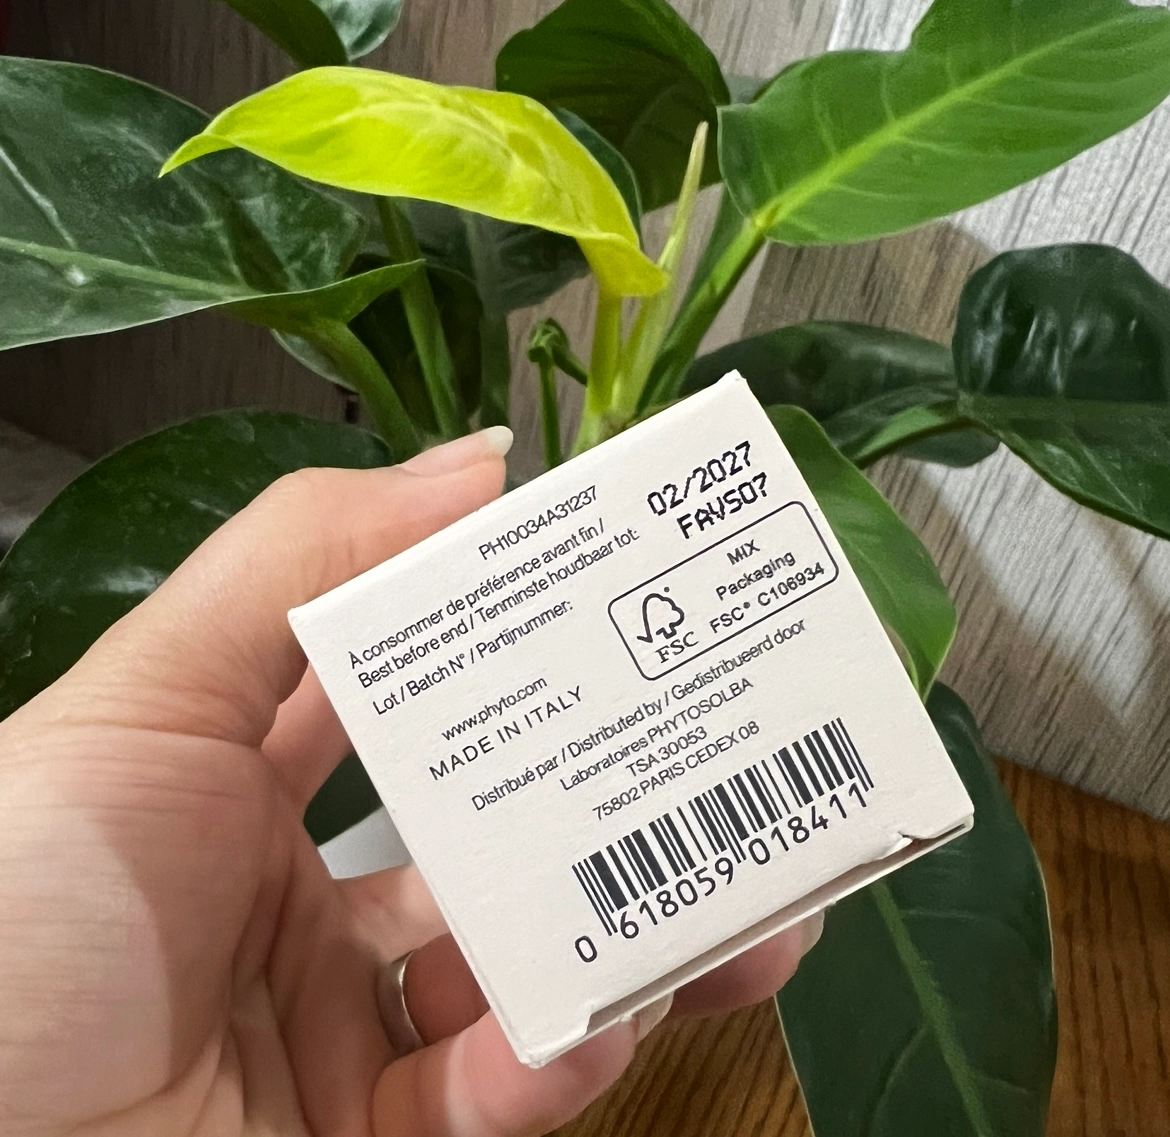 PH10034A31237
À consommer de préférence avant fin /
Best before end / Tenminste houdbaar tot:
Lot / Batch N° / Partijnummer:
02/2027
FAVS07
MIX
Packaging
FSC® C106934
FSC
www.phyto.com
MADE IN ITALY
Distribué par / Distributed by / Gedistribueerd door
Laboratoires PHYTOSOLBA
TSA 30053
75802 PARIS CEDEX 08
0 618059 018411